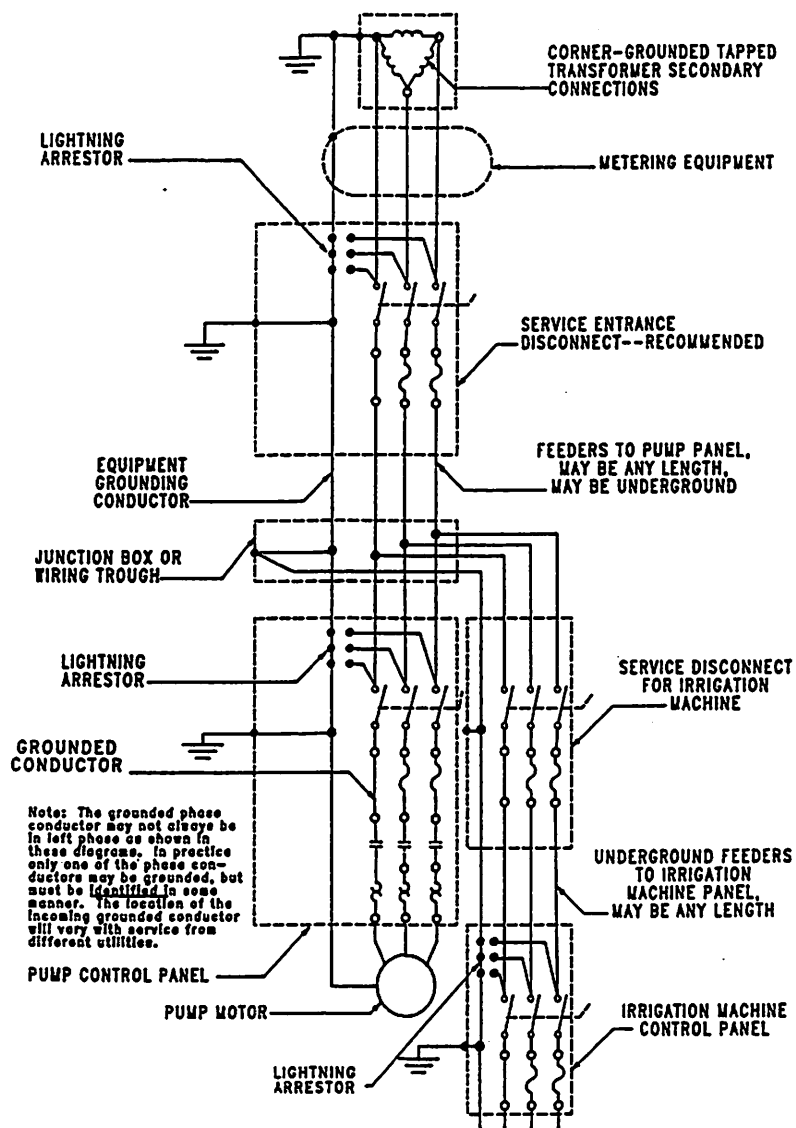 CORNER-GROUNDED TAPPED
TRANSFORMER SECONDARY
CONNECTIONS
LIGHTNING
ARRESTOR
METERING EQUIPMENT
SERVICE ENTRANCE
DISCONNECT--RECOMMENDED
EQUIPMENT
GROUNDING
CONDUCTOR
FEEDERS TO PUMP PANEL,
MAY BE ANY LENGTH,
MAY BE UNDERGROUND
JUNCTION BOX OR
WIRING TROUGH
LIGHTNING
ARRESTOR
SERVICE DISCONNECT
FOR IRRIGATION
MACHINE
GROUNDED
CONDUCTOR
Note: The grounded phase
conductor may not always be
in left phase as shown in
these diagrams. In practice
only one of the phase con-
ductors may be grounded, but
must be identified in some
manner. The location of the
incoming grounded conductor
will vary with service from
different utilities.
UNDERGROUND FEEDERS
TO IRRIGATION
MACHINE PANEL,
MAY BE ANY LENGTH
PUMP CONTROL PANEL
PUMP MOTOR
IRRIGATION MACHINE
CONTROL PANEL
LIGHTNING
ARRESTOR